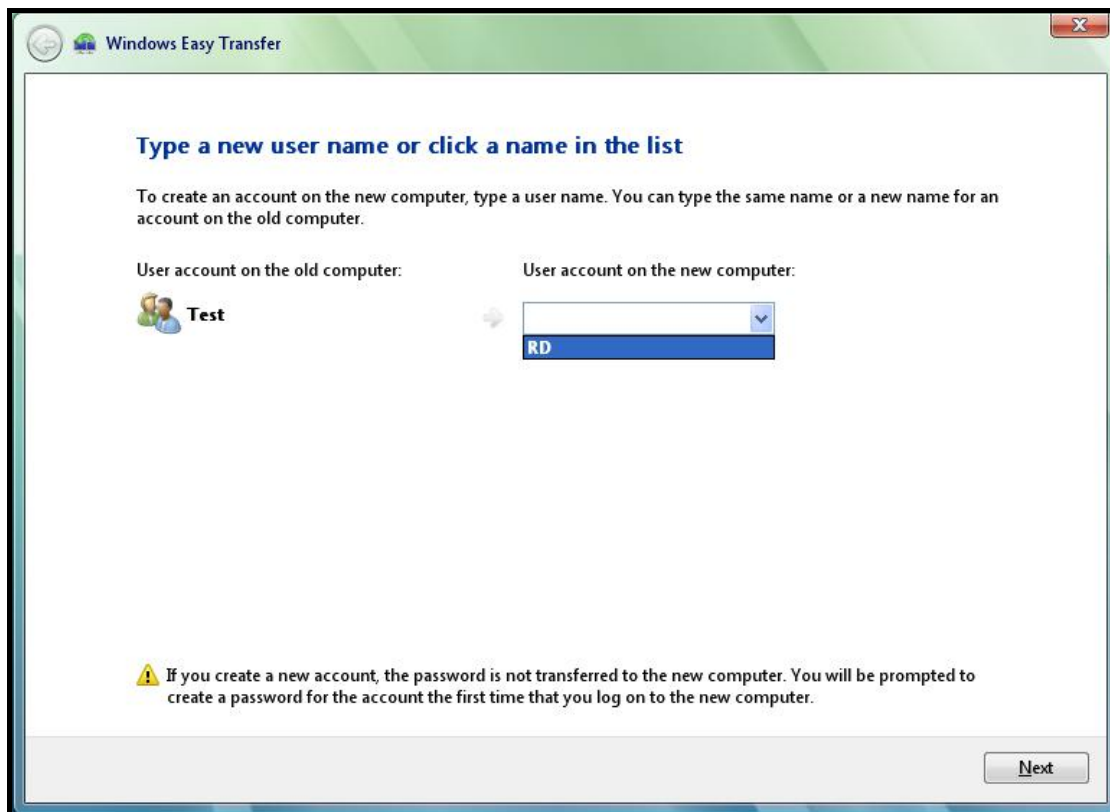 Windows Easy Transfer
Type a new user name or click a name in the list
To create an account on the new computer, type a user name. You can type the same name or a new name for an
account on the old computer.
User account on the old computer:
User account on the new computer:
Test
RD
If you create a new account, the password is not transferred to the new computer. You will be prompted to
create a password for the account the first time that you log on to the new computer.
Next